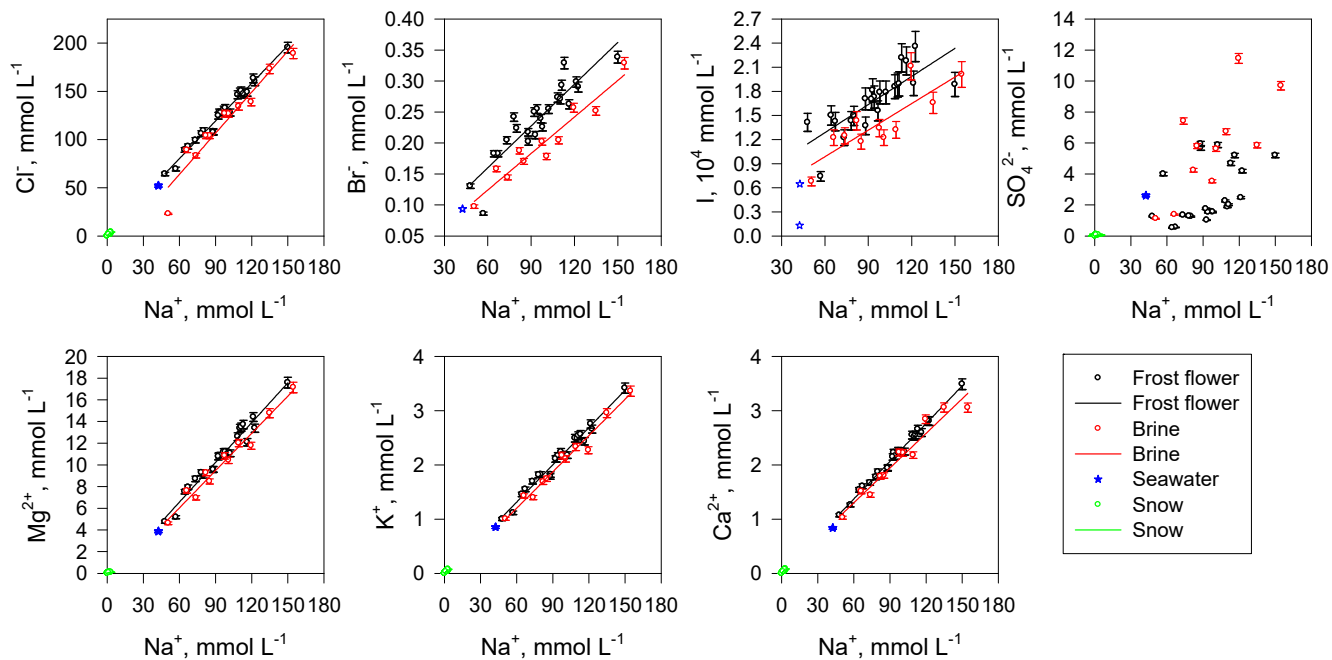 Cl⁻, mmol L⁻¹
200
150
100
50
0
0 30 60 90 120 150 180
Na⁺, mmol L⁻¹
Br⁻, mmol L⁻¹
0.40
0.35
0.30
0.25
0.20
0.15
0.10
0.05
30 60 90 120 150 180
Na⁺, mmol L⁻¹
I, 10⁴ mmol L⁻¹
2.7
2.4
2.1
1.8
1.5
1.2
0.9
0.6
0.3
0.0
0 30 60 90 120 150 180
Na⁺, mmol L⁻¹
SO₄²⁻, mmol L⁻¹
14
12
10
8
6
4
2
0
0 30 60 90 120 150 180
Na⁺, mmol L⁻¹
Mg²⁺, mmol L⁻¹
20
18
16
14
12
10
8
6
4
2
0
0 30 60 90 120 150 180
Na⁺, mmol L⁻¹
K⁺, mmol L⁻¹
4
3
2
1
0
0 30 60 90 120 150 180
Na⁺, mmol L⁻¹
Ca²⁺, mmol L⁻¹
4
3
2
1
0
0 30 60 90 120 150 180
Na⁺, mmol L⁻¹
Frost flower
Frost flower
Brine
Brine
Seawater
Snow
Snow